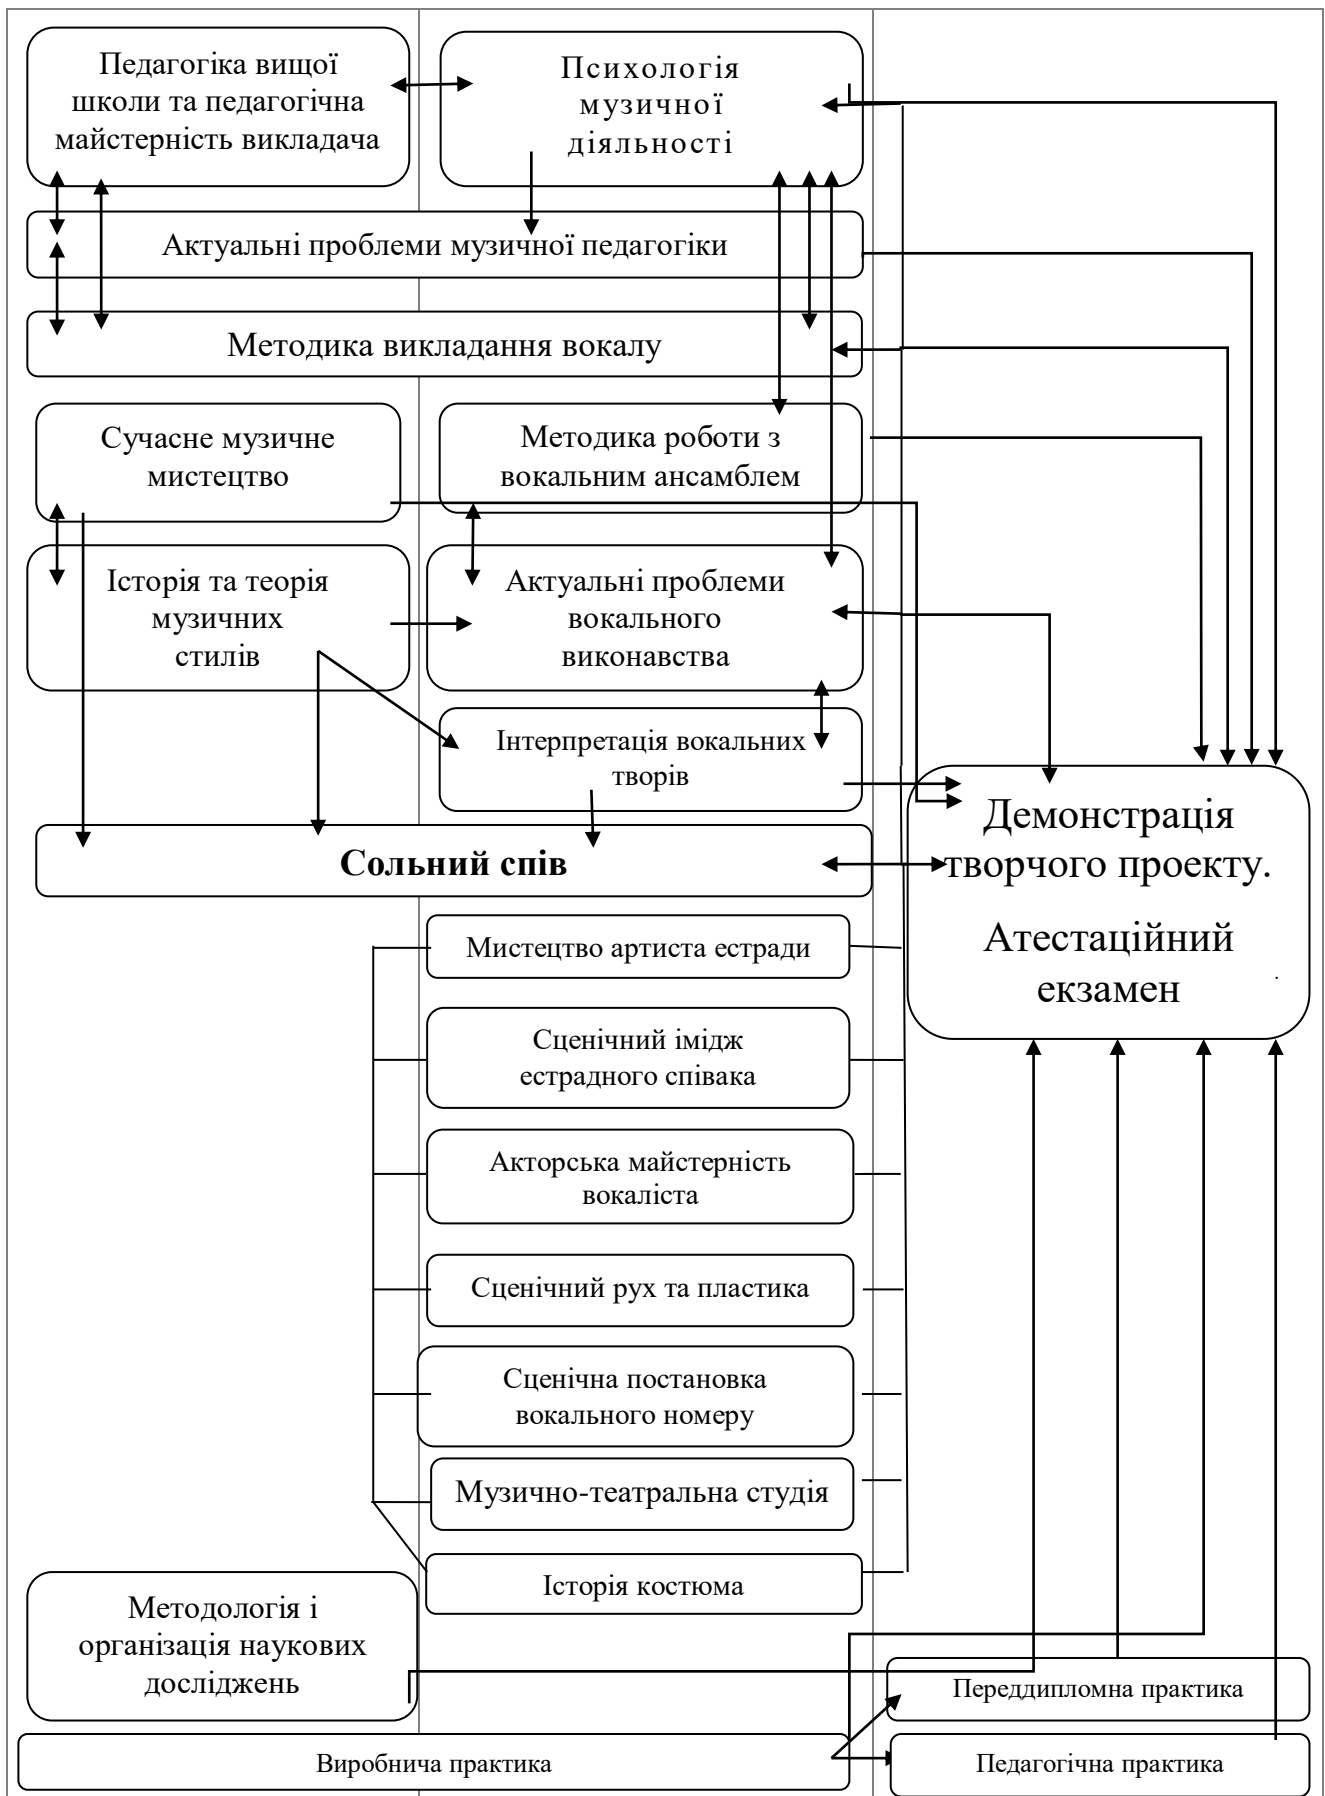 Педагогіка вищої
школи та педагогічна
майстерність викладача
Психологія
музичної
діяльності
Актуальні проблеми музичної педагогіки
Методика викладання вокалу
Сучасне музичне
мистецтво
Методика роботи з
вокальним ансамблем
Історія та теорія
музичних
стилів
Актуальні проблеми
вокального
виконавства
Інтерпретація вокальних
творів
Демонстрація
творчого проекту.
Атестаційний
екзамен
Сольний спів
Мистецтво артиста естради
Сценічний імідж
естрадного співака
Акторська майстерність
вокаліста
Сценічний рух та пластика
Сценічна постановка
вокального номеру
Музично-театральна студія
Історія костюма
Методологія і
організація наукових
досліджень
Переддипломна практика
Виробнича практика
Педагогічна практика